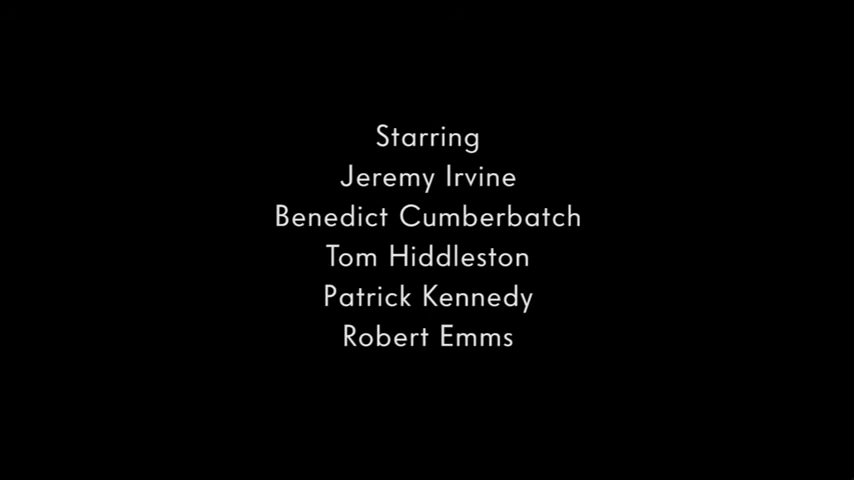 Starring
Jeremy Irvine
Benedict Cumberbatch
Tom Hiddleston
Patrick Kennedy
Robert Emms